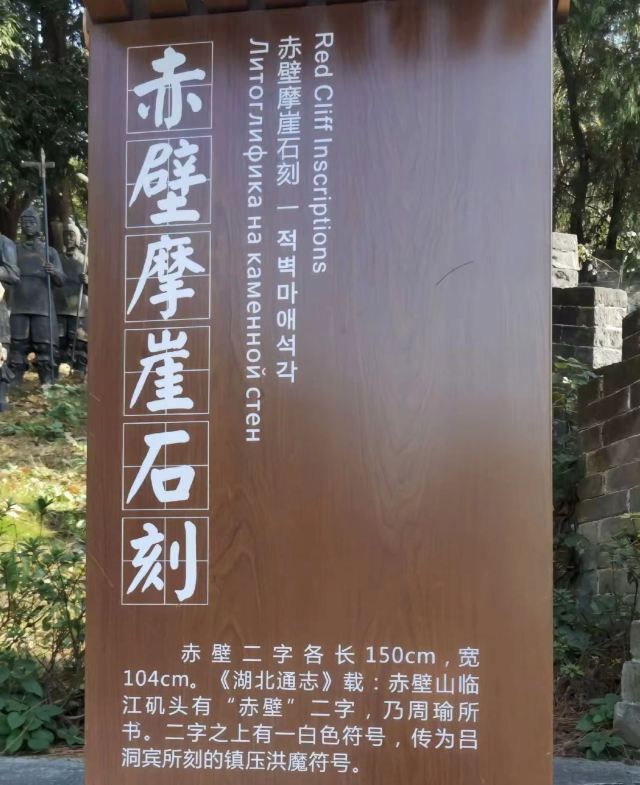 赤壁摩崖石刻
Red Cliff Inscriptions
赤壁摩崖石刻 — 적벽마애석각
Литоглифика на каменной стен
赤壁二字各长150cm，宽
104cm。《湖北通志》载：赤壁山临
江矶头有“赤壁”二字，乃周瑜所
书。二字之上有一白色符号，传为吕
洞宾所刻的镇压洪魔符号。